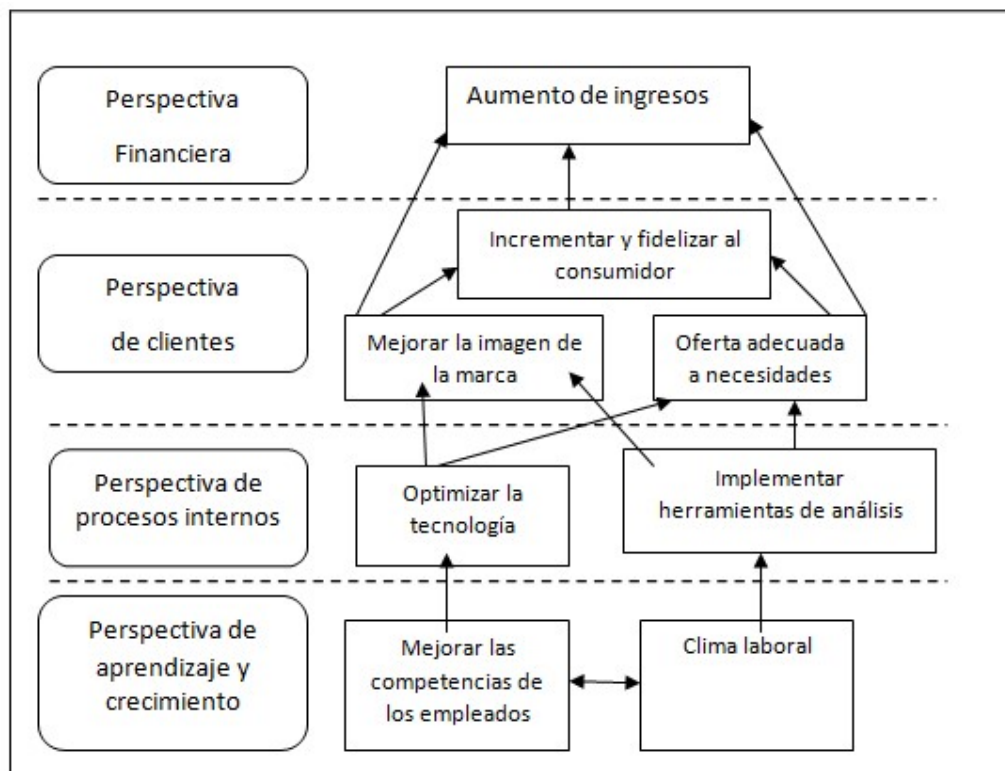 Perspectiva
Financiera
Aumento de ingresos
Perspectiva
de clientes
Incrementar y fidelizar al
consumidor
Mejorar la imagen de
la marca
Oferta adecuada
a necesidades
Perspectiva de
procesos internos
Optimizar la
tecnología
Implementar
herramientas de análisis
Perspectiva de
aprendizaje y
crecimiento
Mejorar las
competencias de
los empleados
Clima laboral